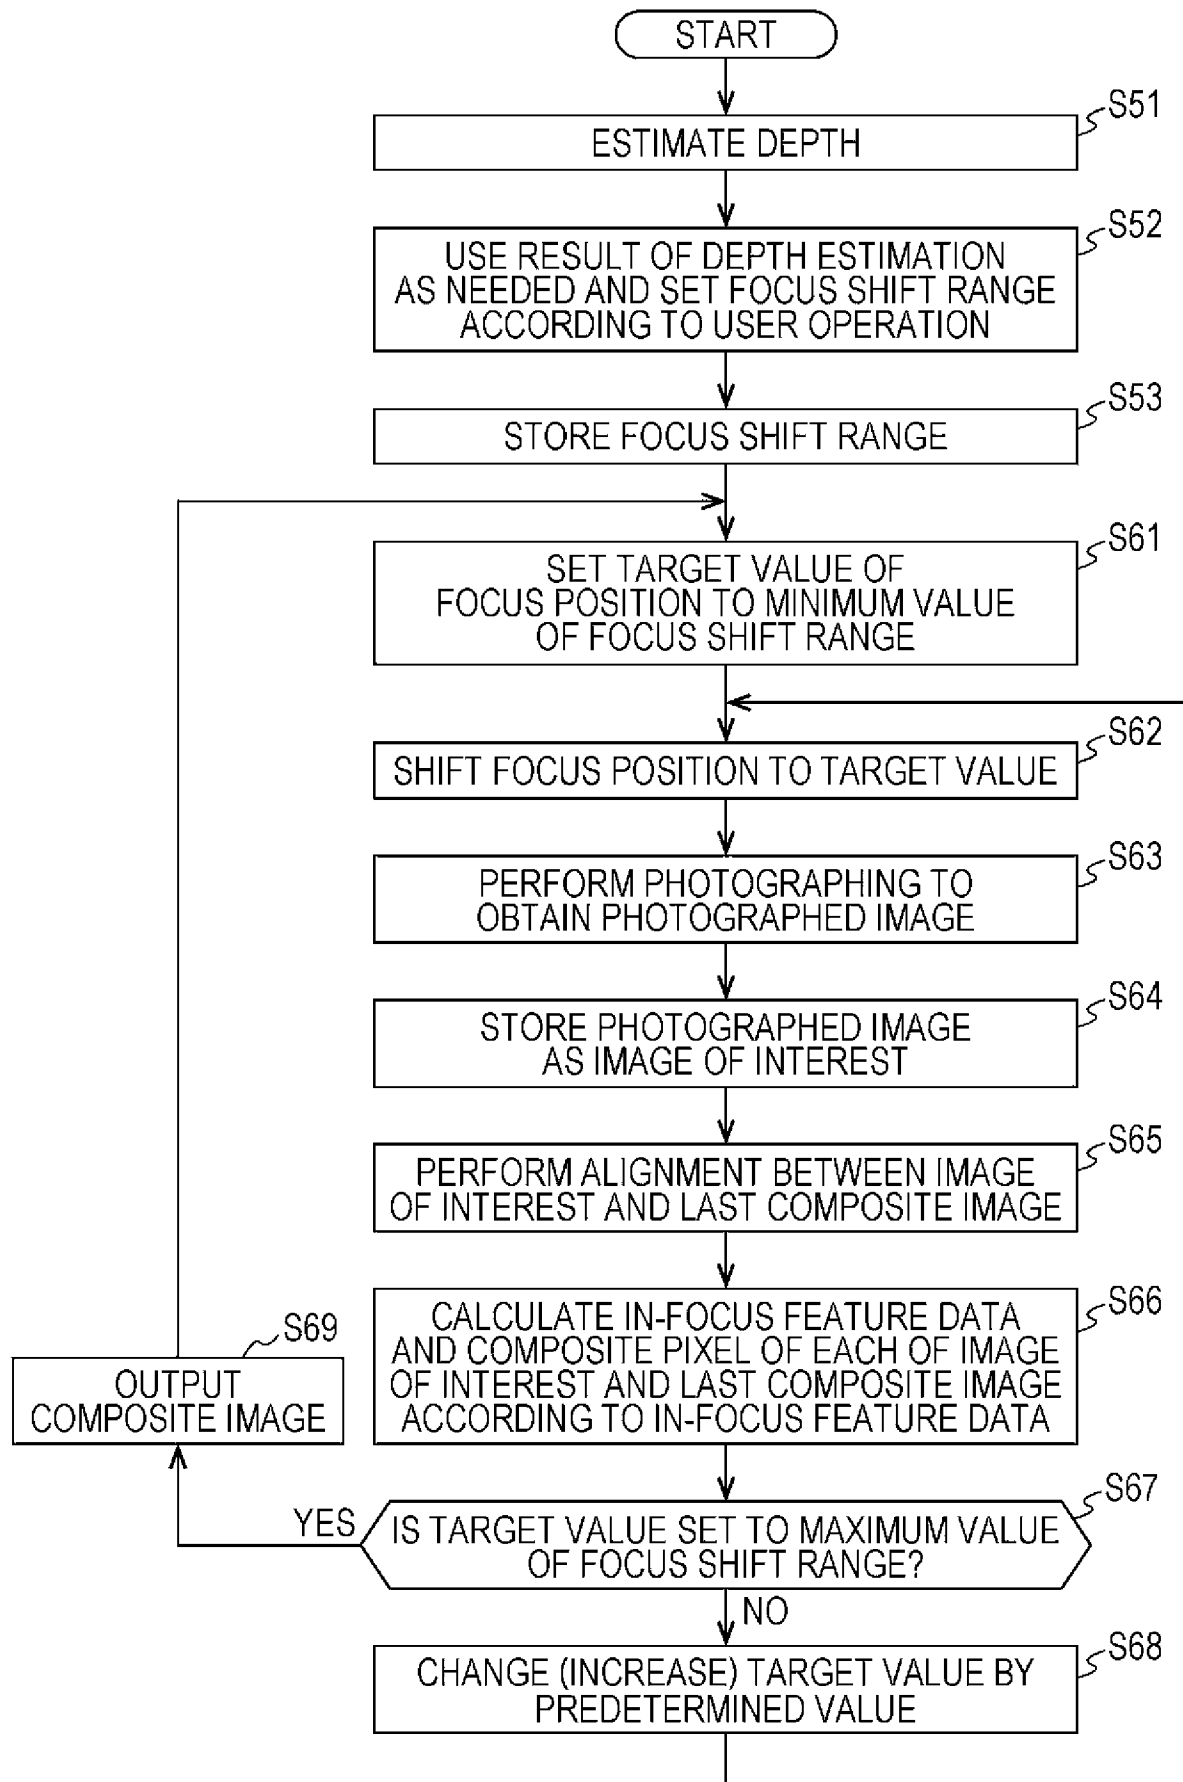 START
S51
ESTIMATE DEPTH
S52
USE RESULT OF DEPTH ESTIMATION
AS NEEDED AND SET FOCUS SHIFT RANGE
ACCORDING TO USER OPERATION
S53
STORE FOCUS SHIFT RANGE
S61
SET TARGET VALUE OF
FOCUS POSITION TO MINIMUM VALUE
OF FOCUS SHIFT RANGE
S62
SHIFT FOCUS POSITION TO TARGET VALUE
S63
PERFORM PHOTOGRAPHING TO
OBTAIN PHOTOGRAPHED IMAGE
S64
STORE PHOTOGRAPHED IMAGE
AS IMAGE OF INTEREST
S65
PERFORM ALIGNMENT BETWEEN IMAGE
OF INTEREST AND LAST COMPOSITE IMAGE
S66
CALCULATE IN-FOCUS FEATURE DATA
AND COMPOSITE PIXEL OF EACH OF IMAGE
OF INTEREST AND LAST COMPOSITE IMAGE
ACCORDING TO IN-FOCUS FEATURE DATA
S69
OUTPUT
COMPOSITE IMAGE
S67
YES
IS TARGET VALUE SET TO MAXIMUM VALUE
OF FOCUS SHIFT RANGE?
NO
S68
CHANGE (INCREASE) TARGET VALUE BY
PREDETERMINED VALUE